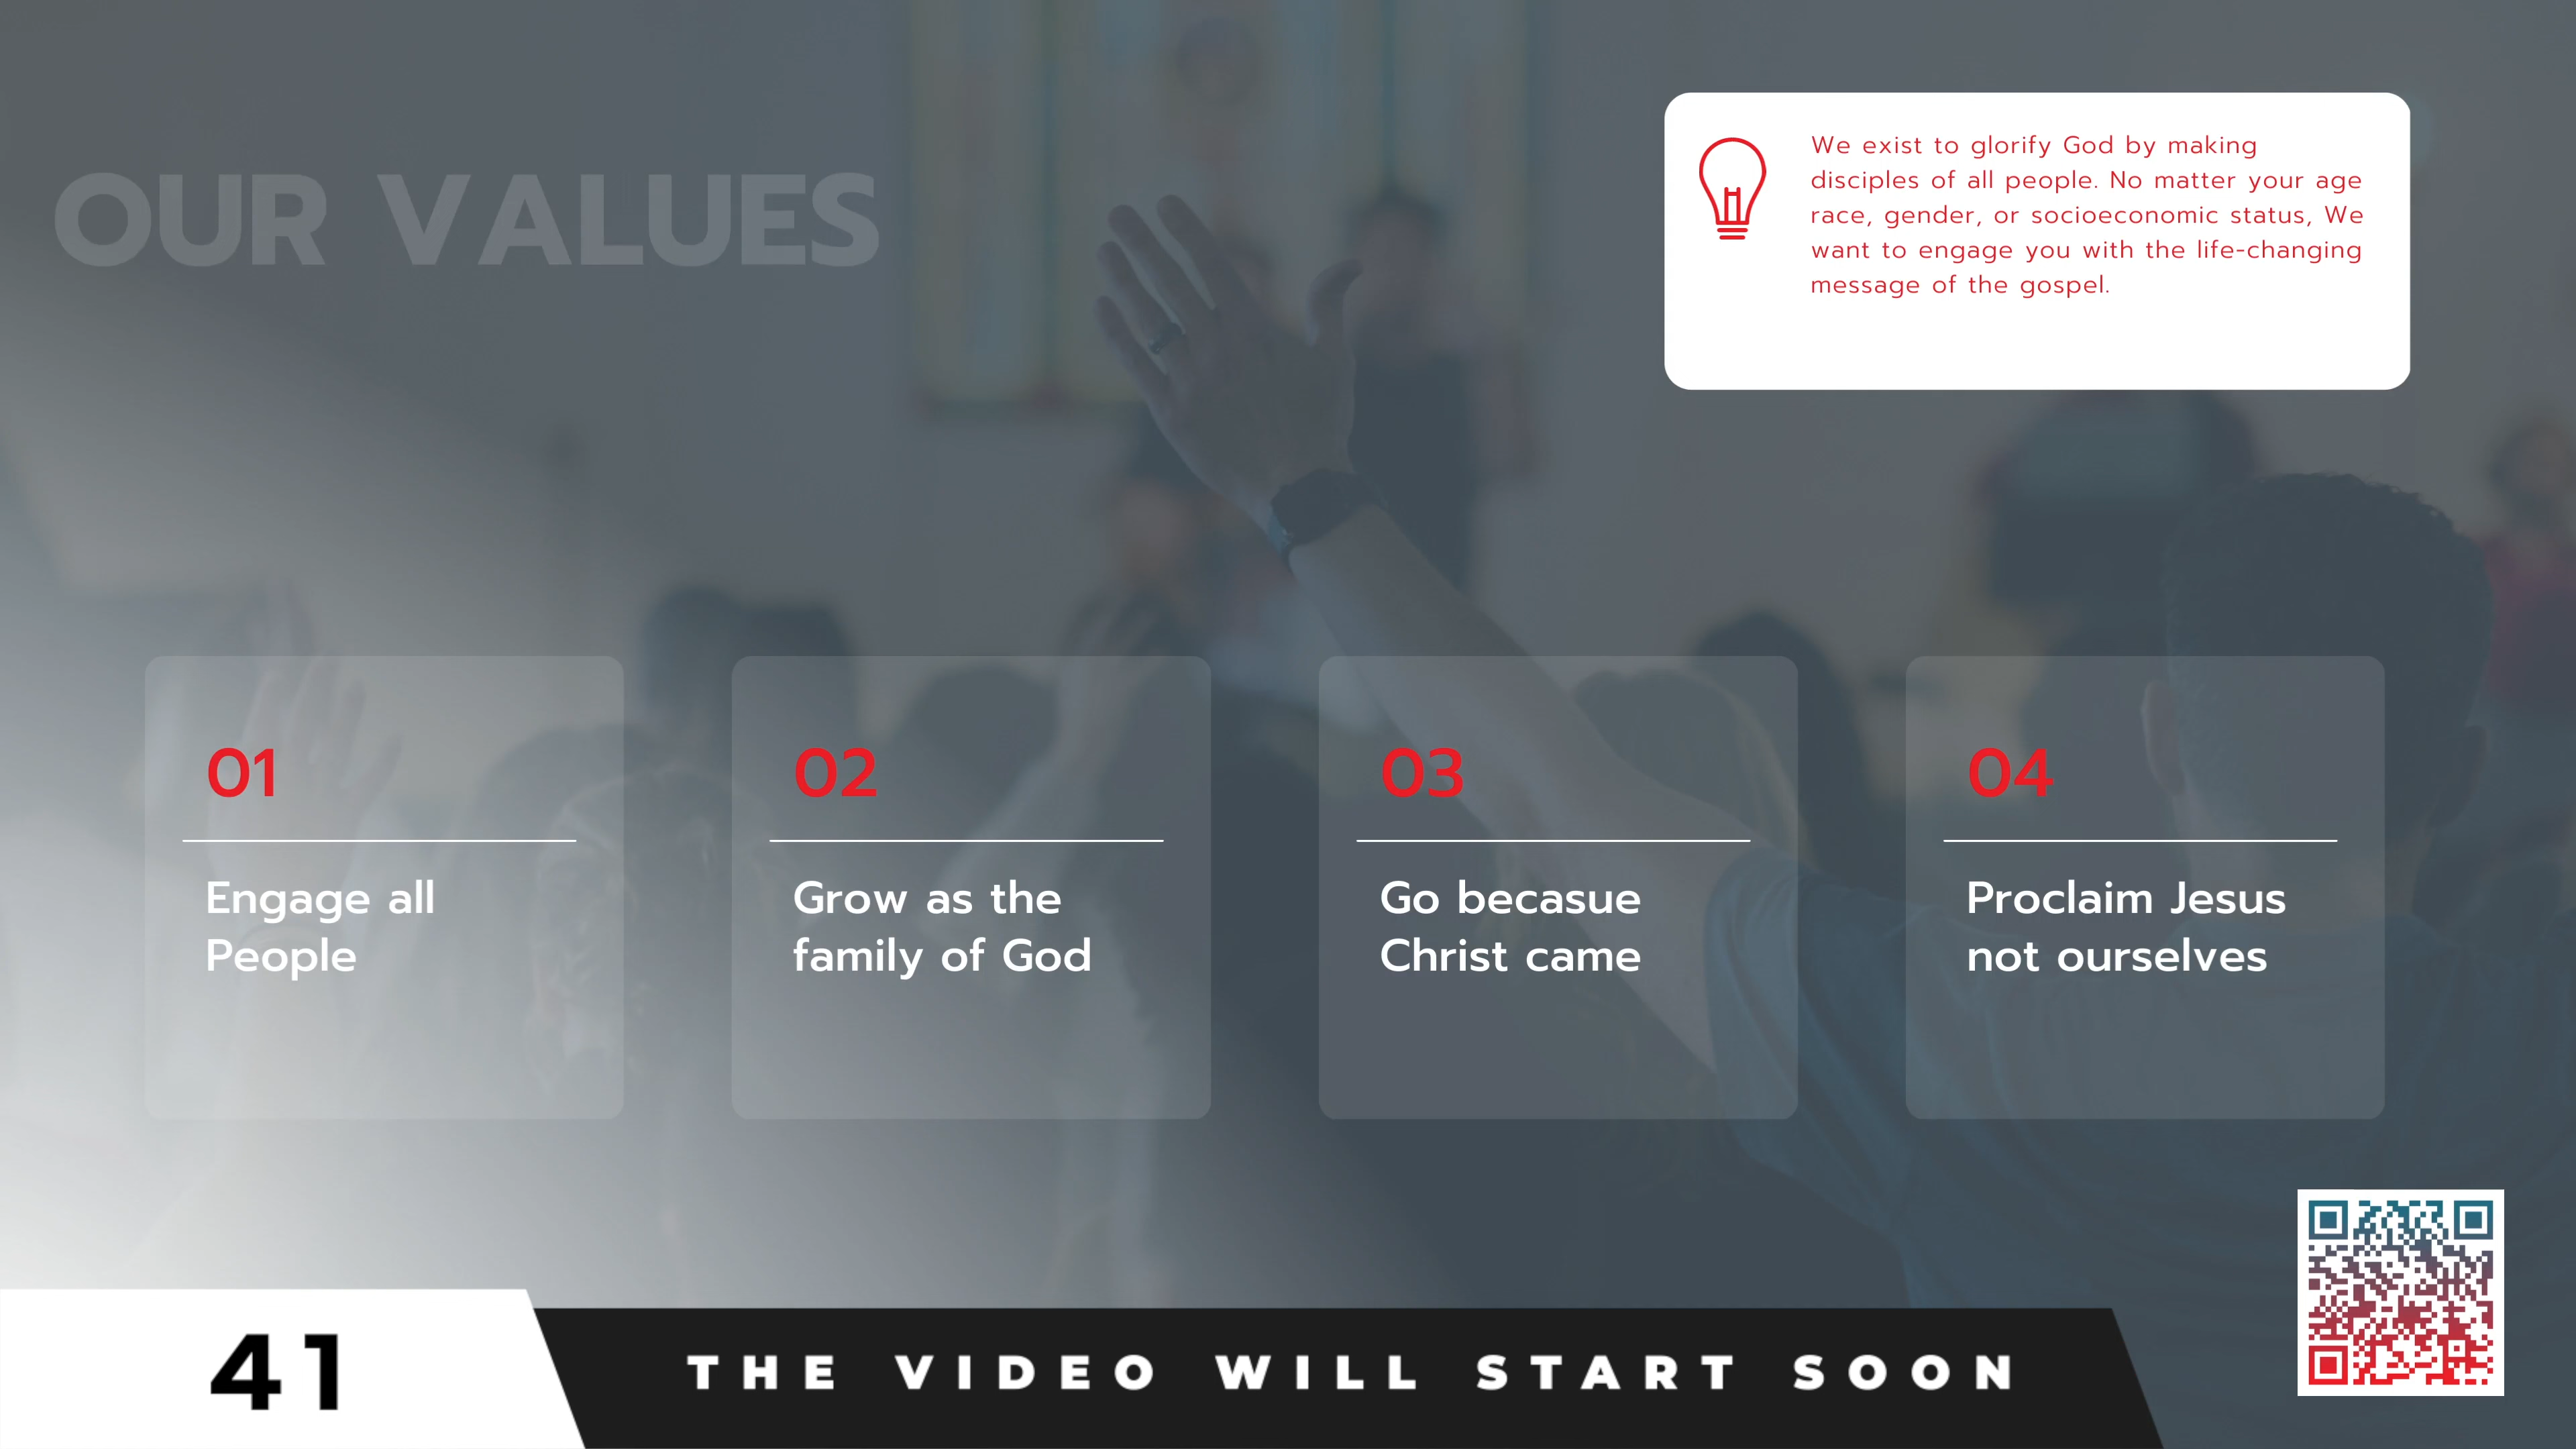 OUR VALUES
We exist to glorify God by making
disciples of all people. No matter your age
race, gender, or socioeconomic status, We
want to engage you with the life-changing
message of the gospel.
01
Engage all
People
02
Grow as the
family of God
03
Go becasue
Christ came
04
Proclaim Jesus
not ourselves
41
THE VIDEO WILL START SOON